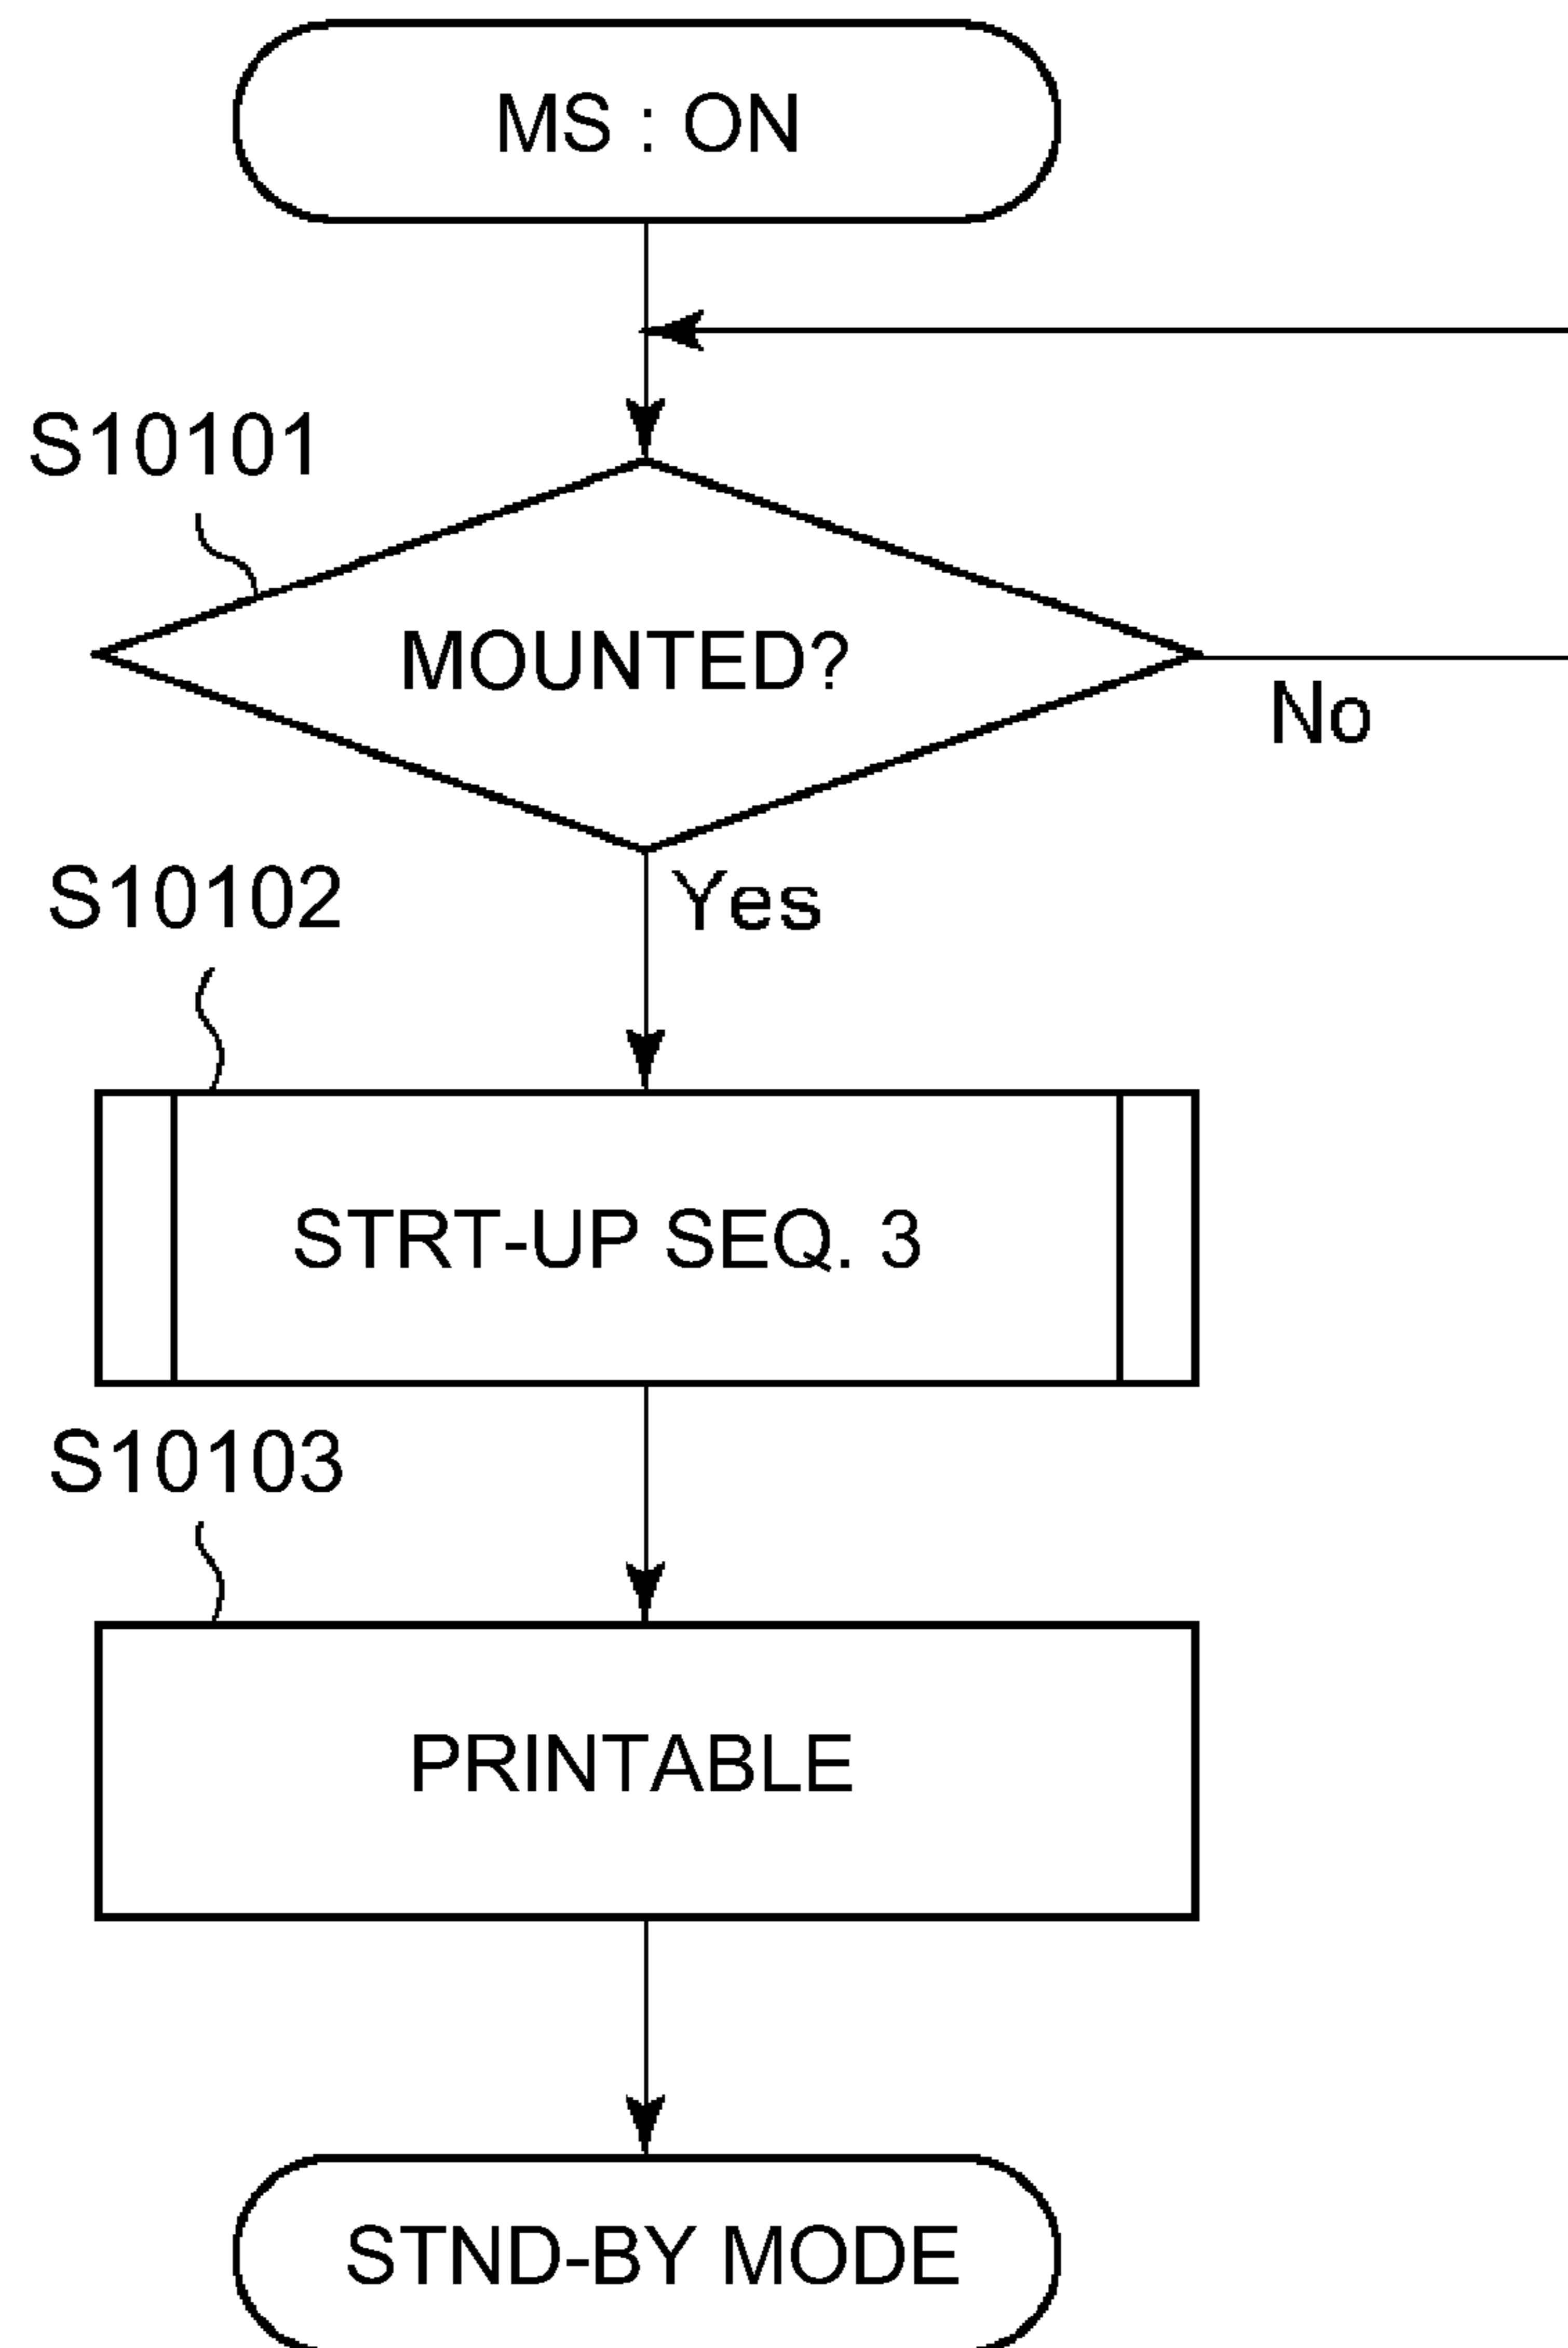 MS : ON
S10101
MOUNTED?
No
S10102
Yes
STRT-UP SEQ. 3
S10103
PRINTABLE
STND-BY MODE